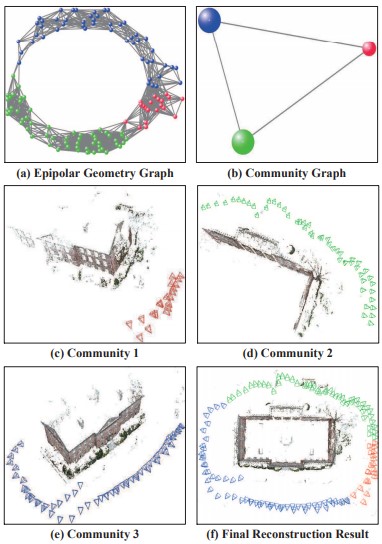 (a) Epipolar Geometry Graph
(b) Community Graph
(c) Community 1
(d) Community 2
(e) Community 3
(f) Final Reconstruction Result